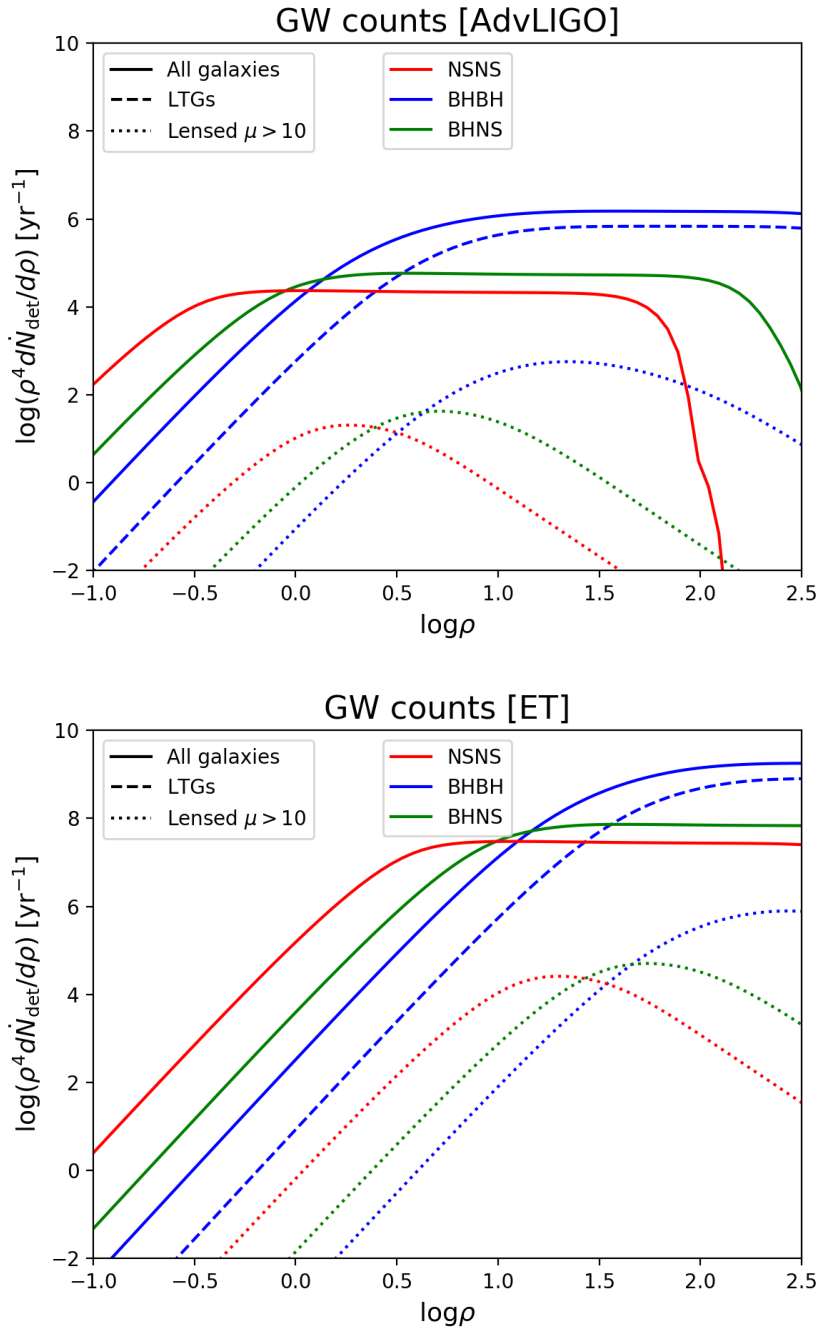 GW counts [AdvLIGO]
All galaxies
LTGs
Lensed μ > 10
NSNS
BHBH
BHNS
log(ρ⁴dṄdet/dρ) [yr⁻¹]
10
8
6
4
2
0
−2
−1.0 −0.5 0.0 0.5 1.0 1.5 2.0 2.5
logρ
GW counts [ET]
All galaxies
LTGs
Lensed μ > 10
NSNS
BHBH
BHNS
log(ρ⁴dṄdet/dρ) [yr⁻¹]
10
8
6
4
2
0
−2
−1.0 −0.5 0.0 0.5 1.0 1.5 2.0 2.5
logρ